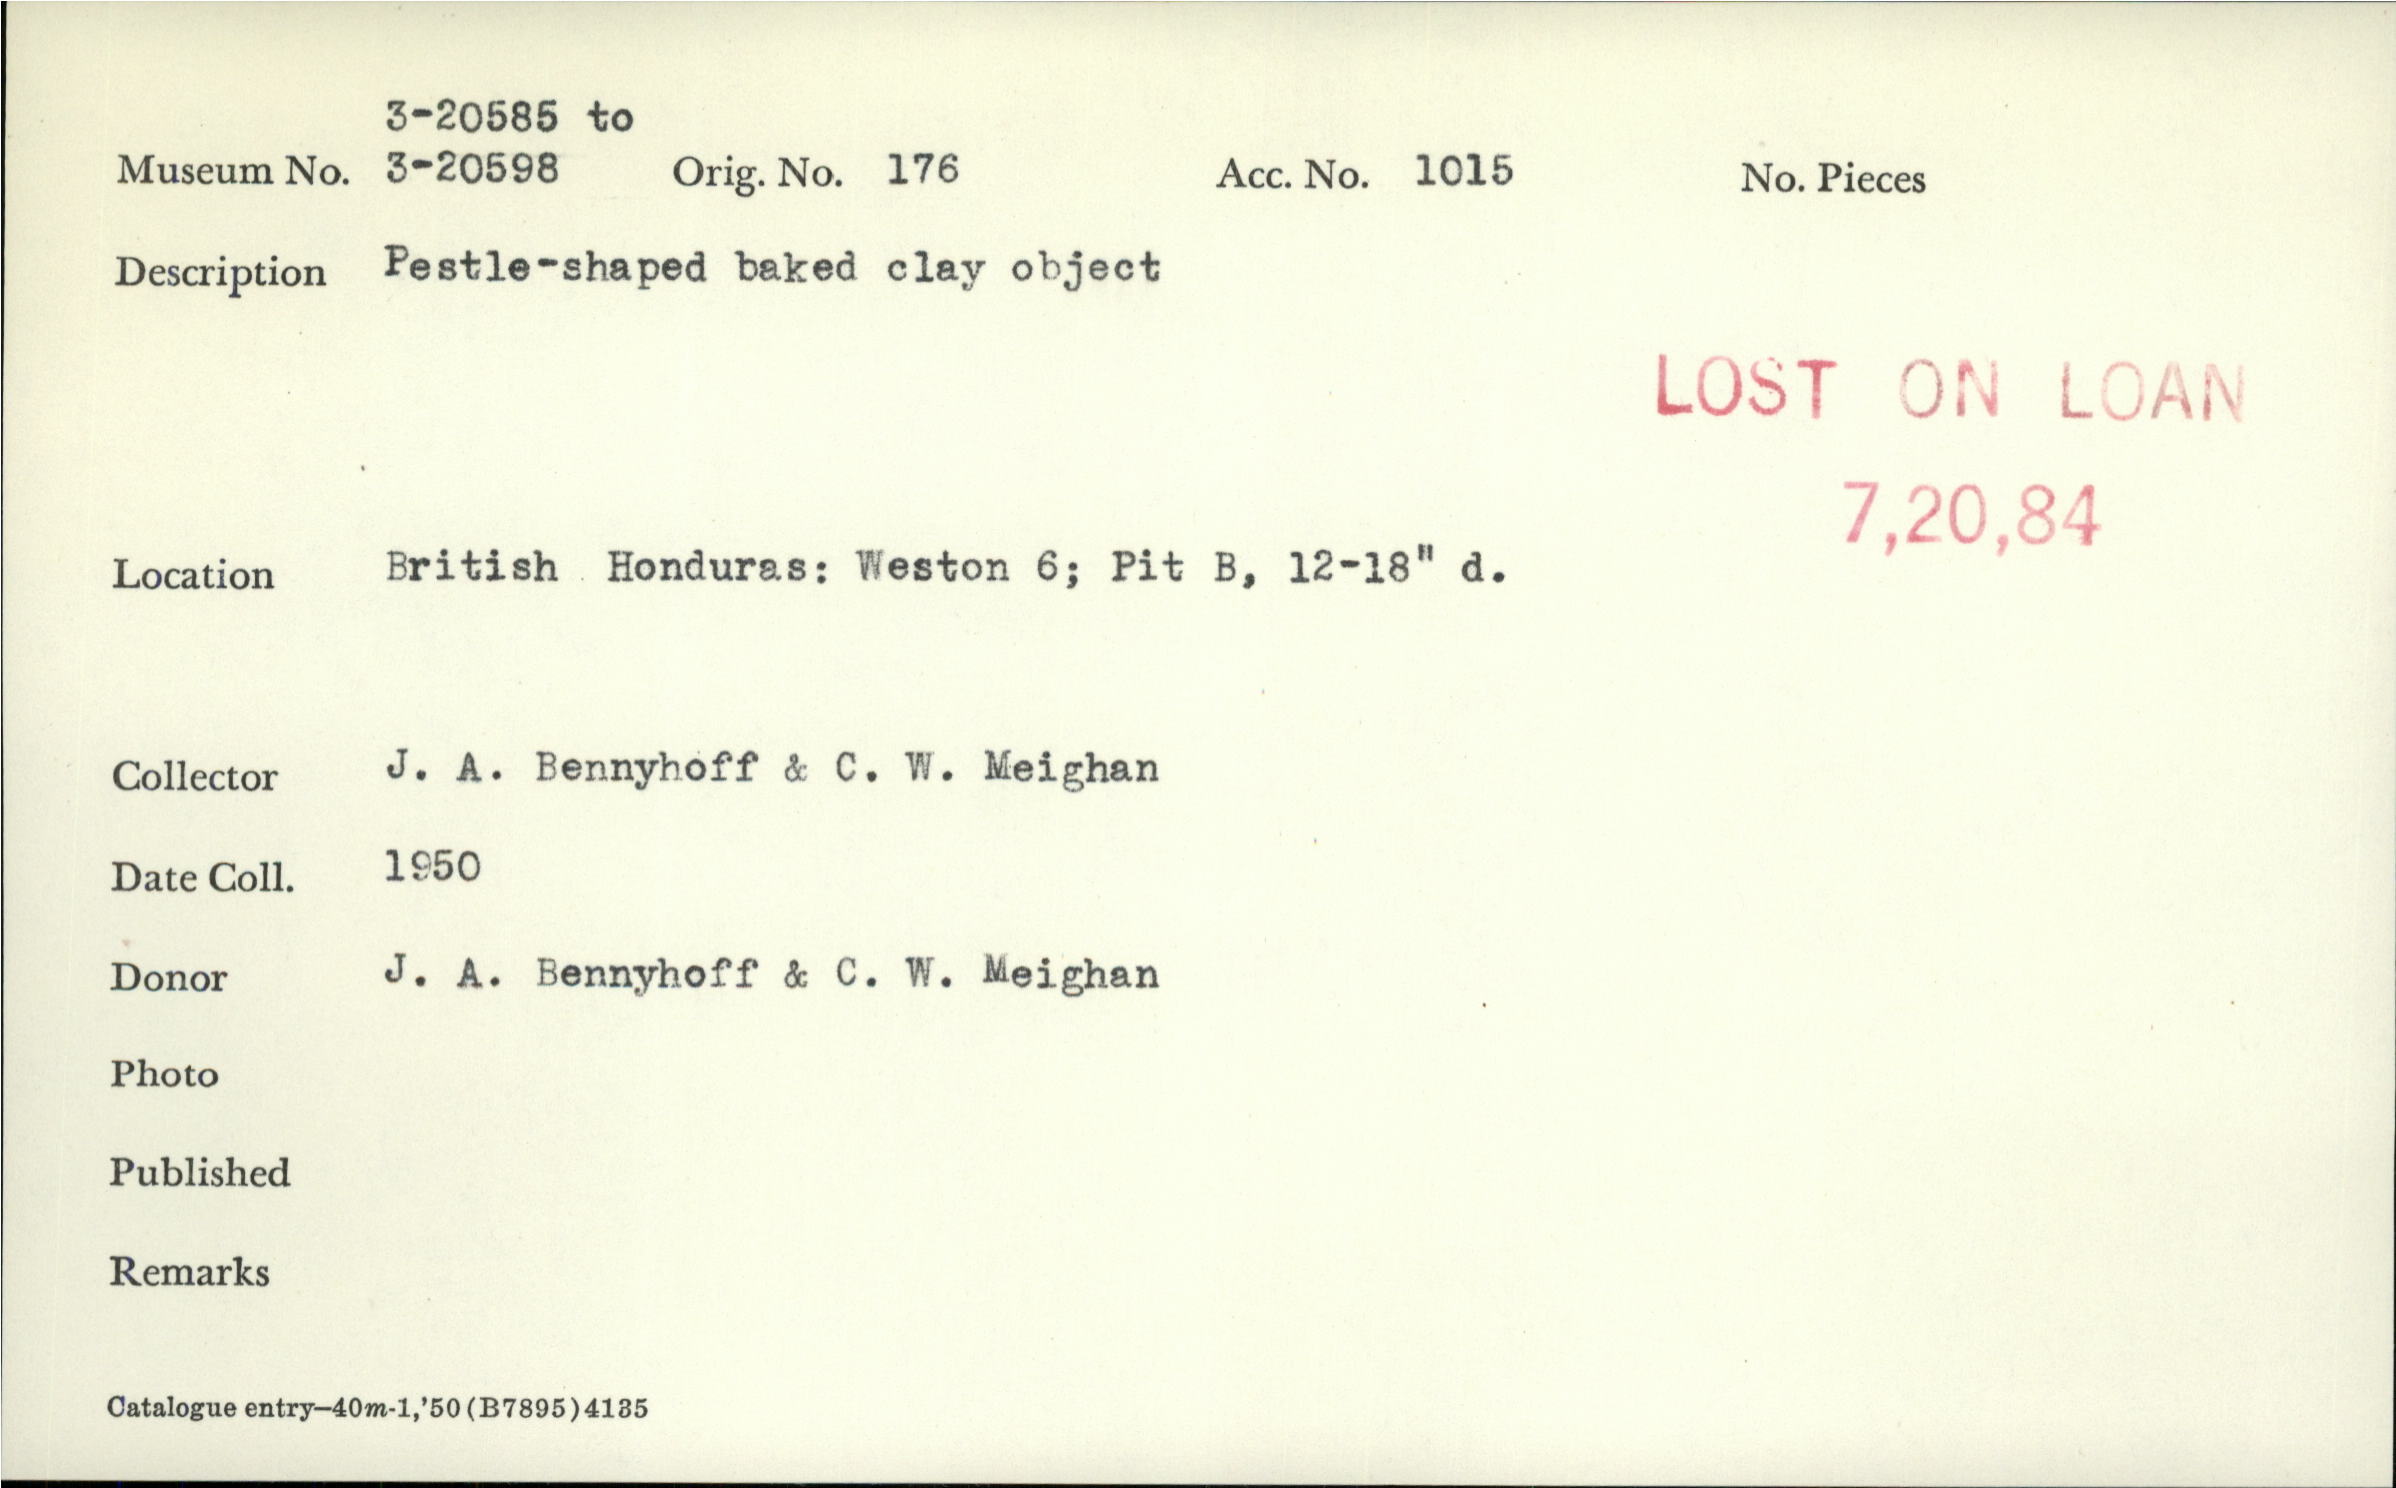 3-20585 to
Museum No. 3-20598 Orig. No. 176 Acc. No. 1015 No. Pieces
Description Pestle-shaped baked clay object
LOST ON LOAN
7,20,84
Location British Honduras: Weston 6; Pit B, 12-18" d.
Collector J. A. Bennyhoff & C. W. Meighan
Date Coll. 1950
Donor J. A. Bennyhoff & C. W. Meighan
Photo
Published
Remarks
Catalogue entry—40m-1,'50(B7895)4135